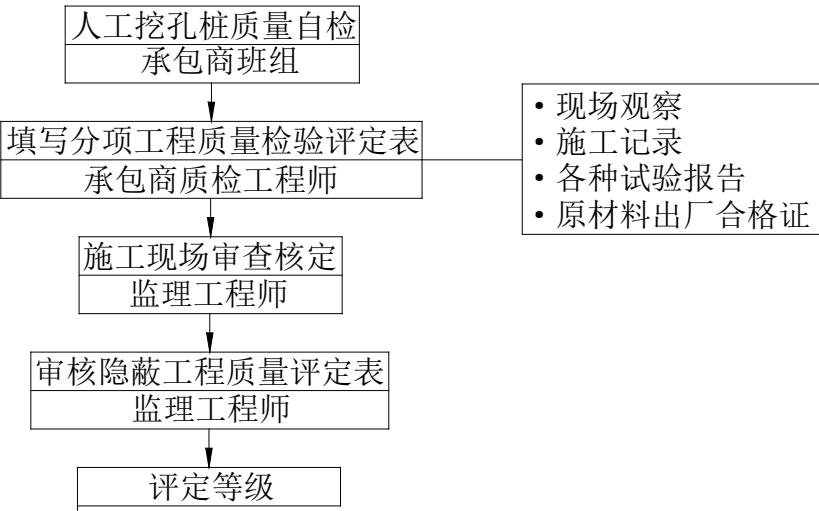 人工挖孔桩质量自检
承包商班组
填写分项工程质量检验评定表
承包商质检工程师
·现场观察
·施工记录
·各种试验报告
·原材料出厂合格证
施工现场审查核定
监理工程师
审核隐蔽工程质量评定表
监理工程师
评定等级